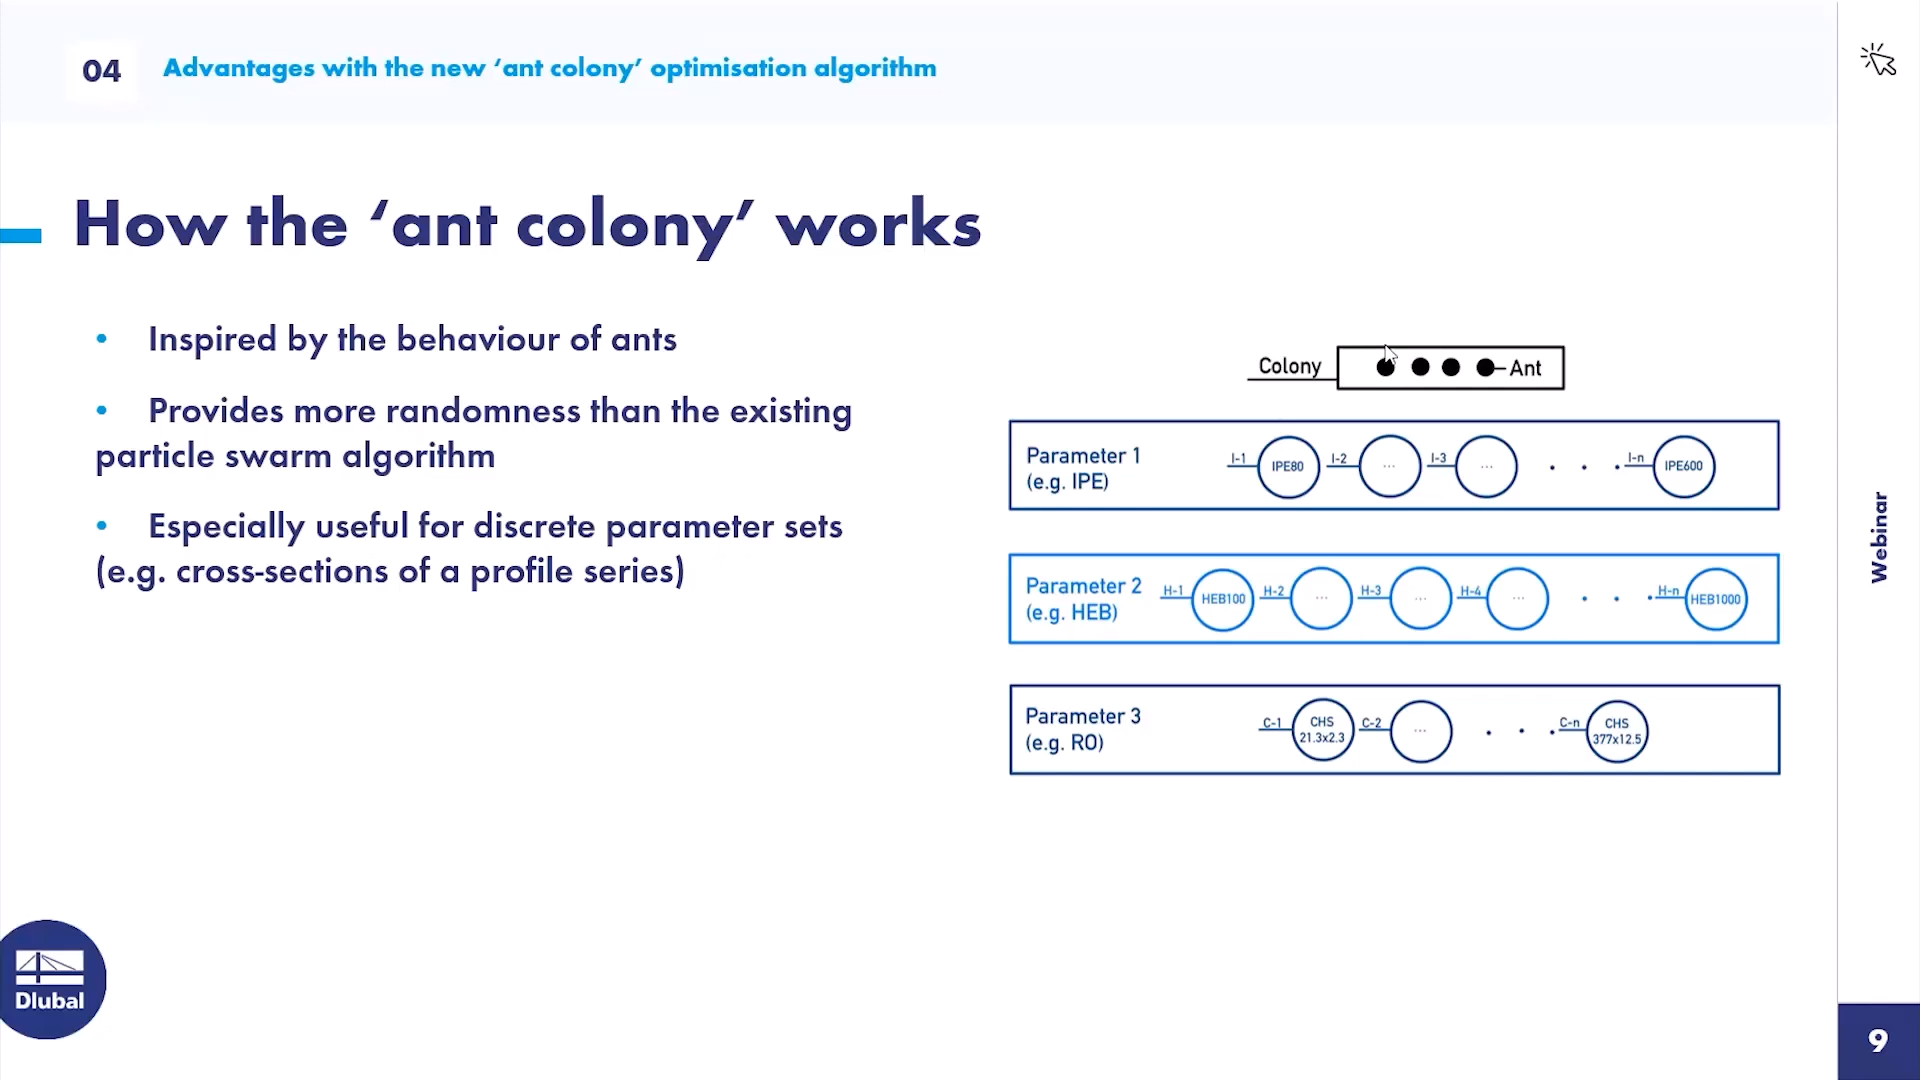 04 Advantages with the new ‘ant colony’ optimisation algorithm
How the ‘ant colony’ works
• Inspired by the behaviour of ants
• Provides more randomness than the existing
particle swarm algorithm
• Especially useful for discrete parameter sets
(e.g. cross-sections of a profile series)
Colony Ant
Parameter 1
(e.g. IPE)
I-1 IPE80 I-2 ... I-3 ... . . . I-n IPE600
Parameter 2
(e.g. HEB)
H-1 HEB100 H-2 ... H-3 ... H-4 ... . . . H-n HEB1000
Parameter 3
(e.g. RO)
C-1 CHS
21.3x2.3
C-2 ... . . . C-n CHS
377x12.5
Webinar
Dlubal
9